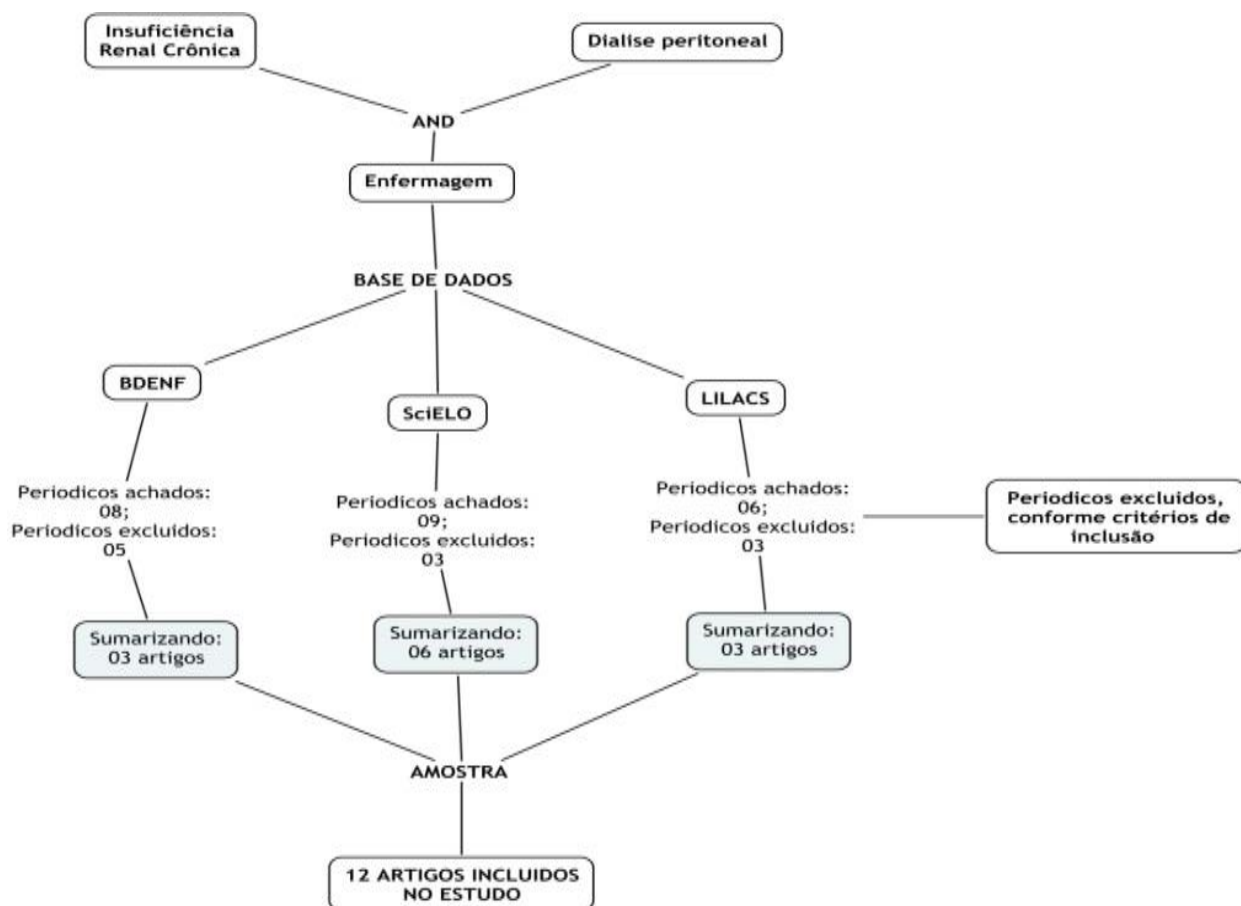 Insuficiência
Renal Crônica
Dialise peritoneal
AND
Enfermagem
BASE DE DADOS
BDENF
SciELO
LILACS
Periodicos achados:
08;
Periodicos excluidos:
05
Periodicos achados:
09;
Periodicos excluidos:
03
Periodicos achados:
06;
Periodicos excluidos:
03
Periodicos excluidos,
conforme critérios de
inclusão
Sumarizando:
03 artigos
Sumarizando:
06 artigos
Sumarizando:
03 artigos
AMOSTRA
12 ARTIGOS INCLUIDOS
NO ESTUDO